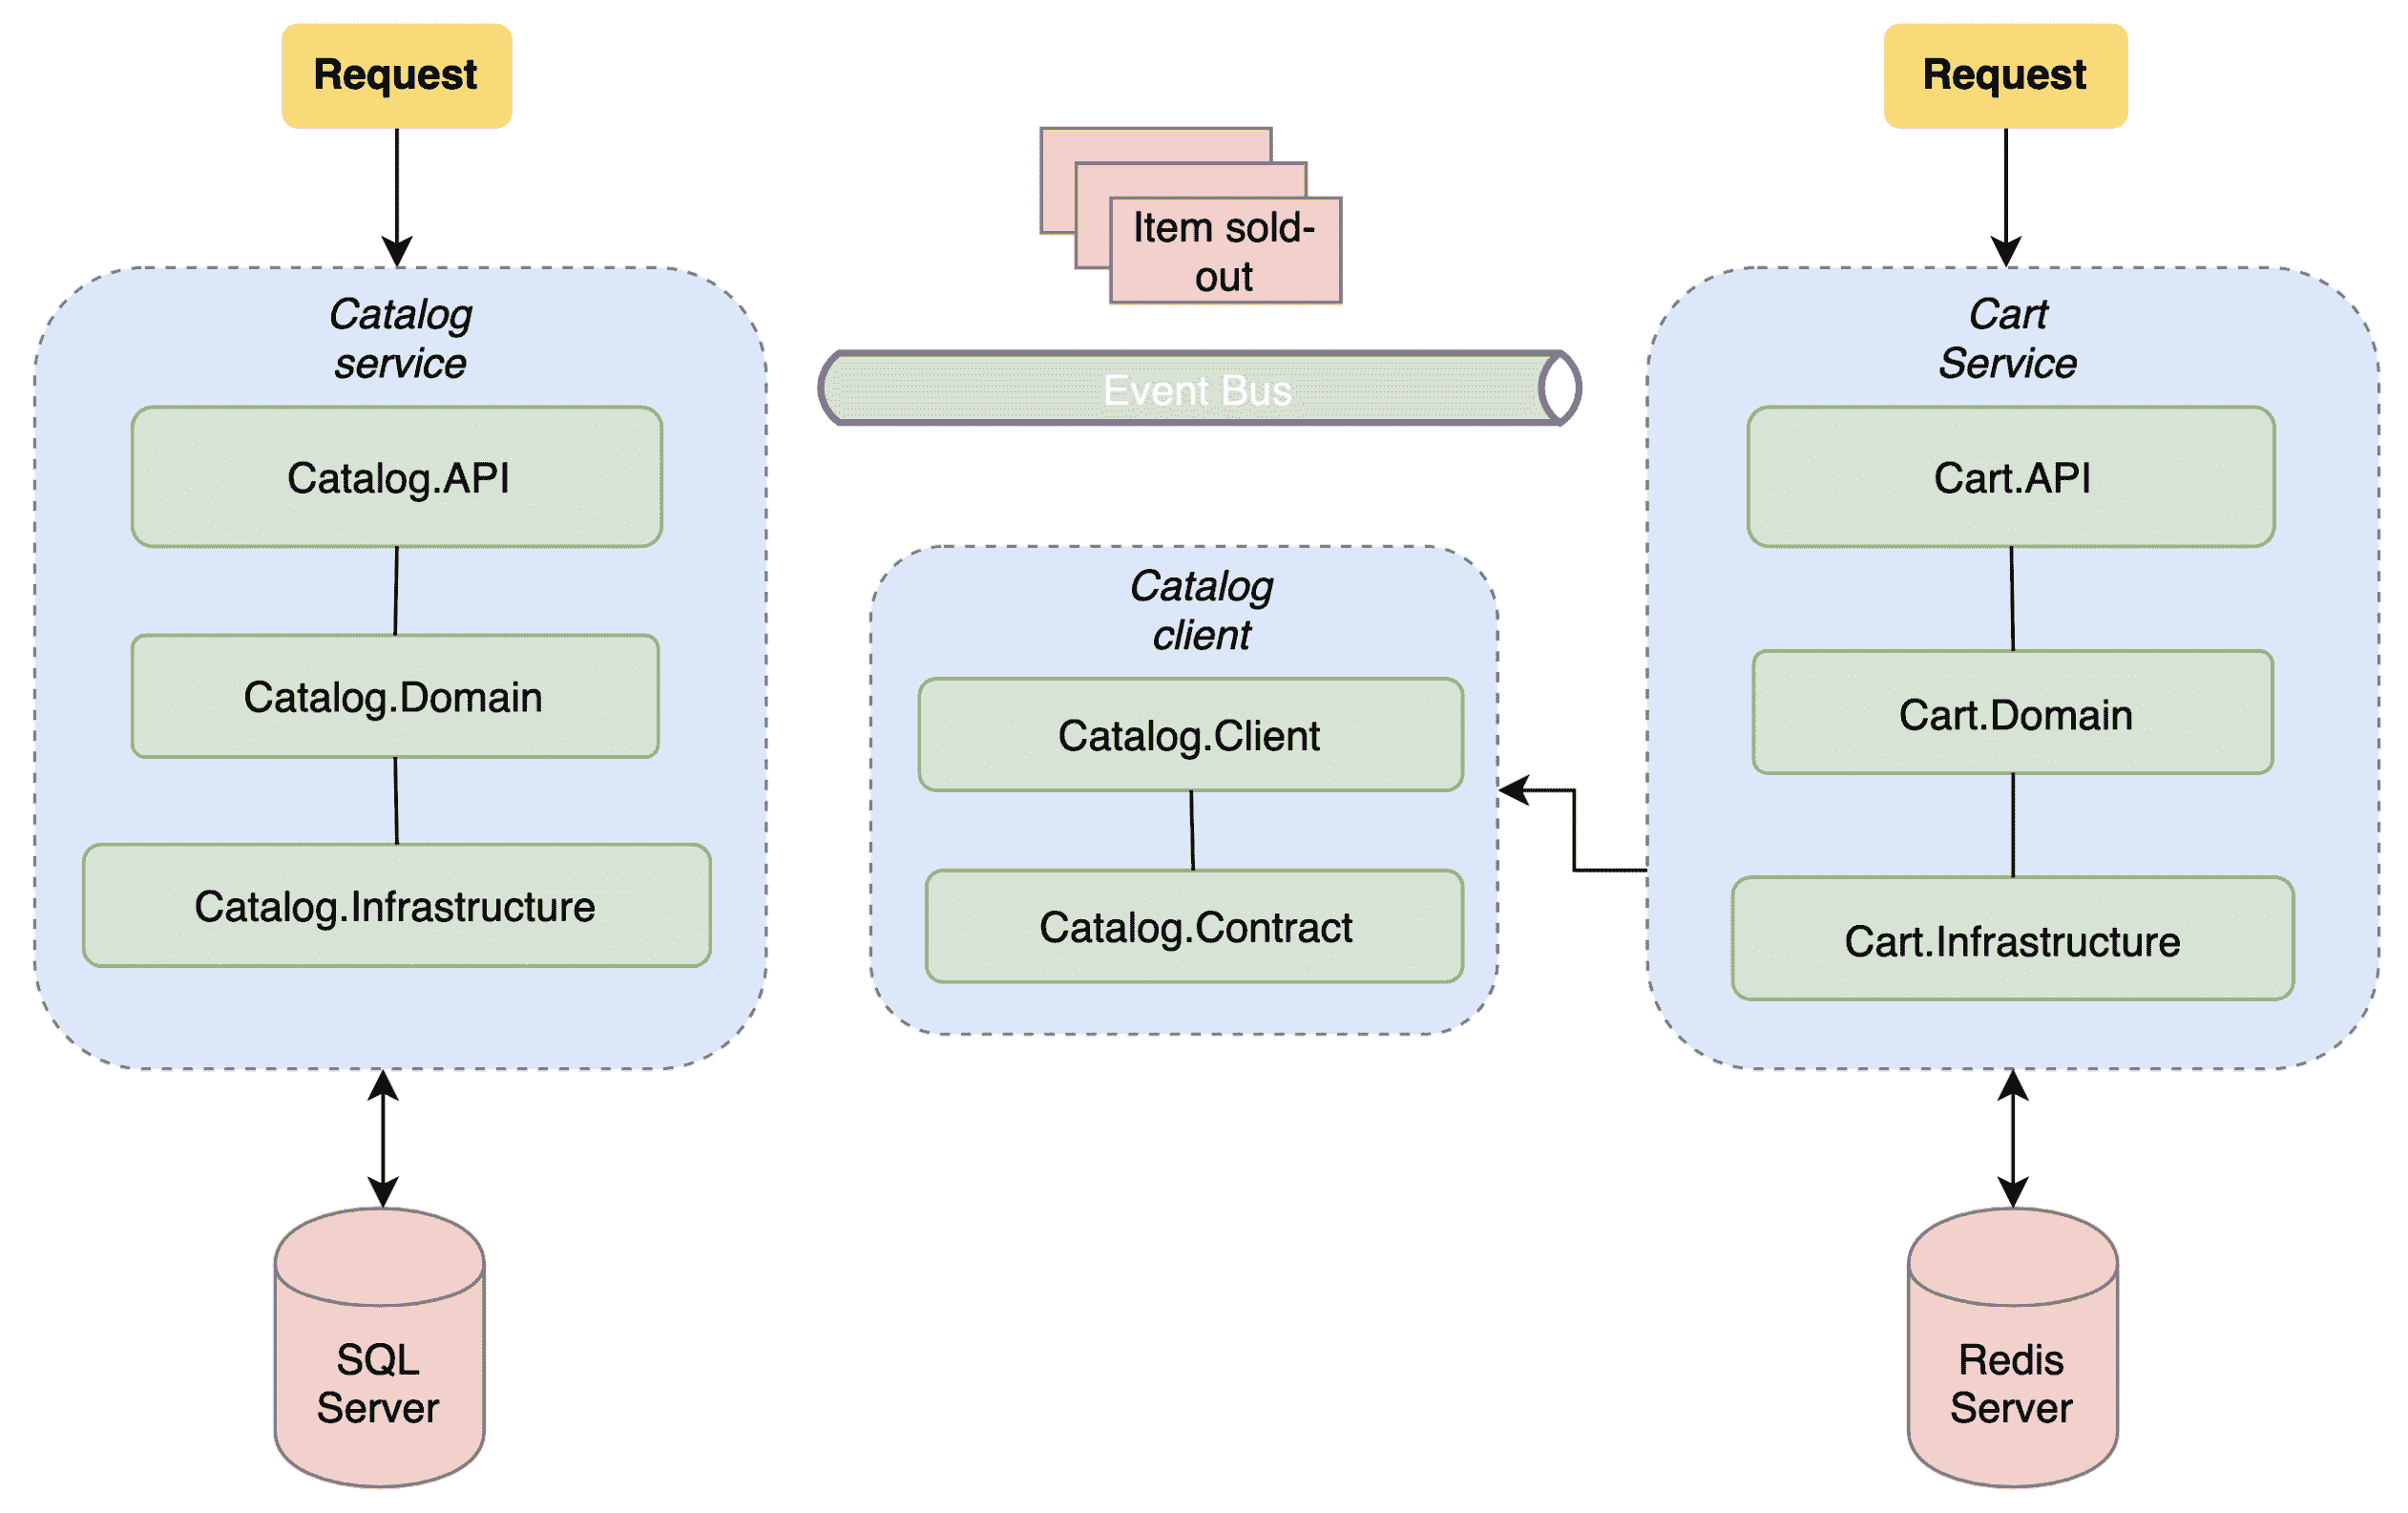 Request
Catalog
service
Catalog.API
Catalog.Domain
Catalog.Infrastructure
SQL
Server
Item sold-
out
Event Bus
Catalog
client
Catalog.Client
Catalog.Contract
Request
Cart
Service
Cart.API
Cart.Domain
Cart.Infrastructure
Redis
Server